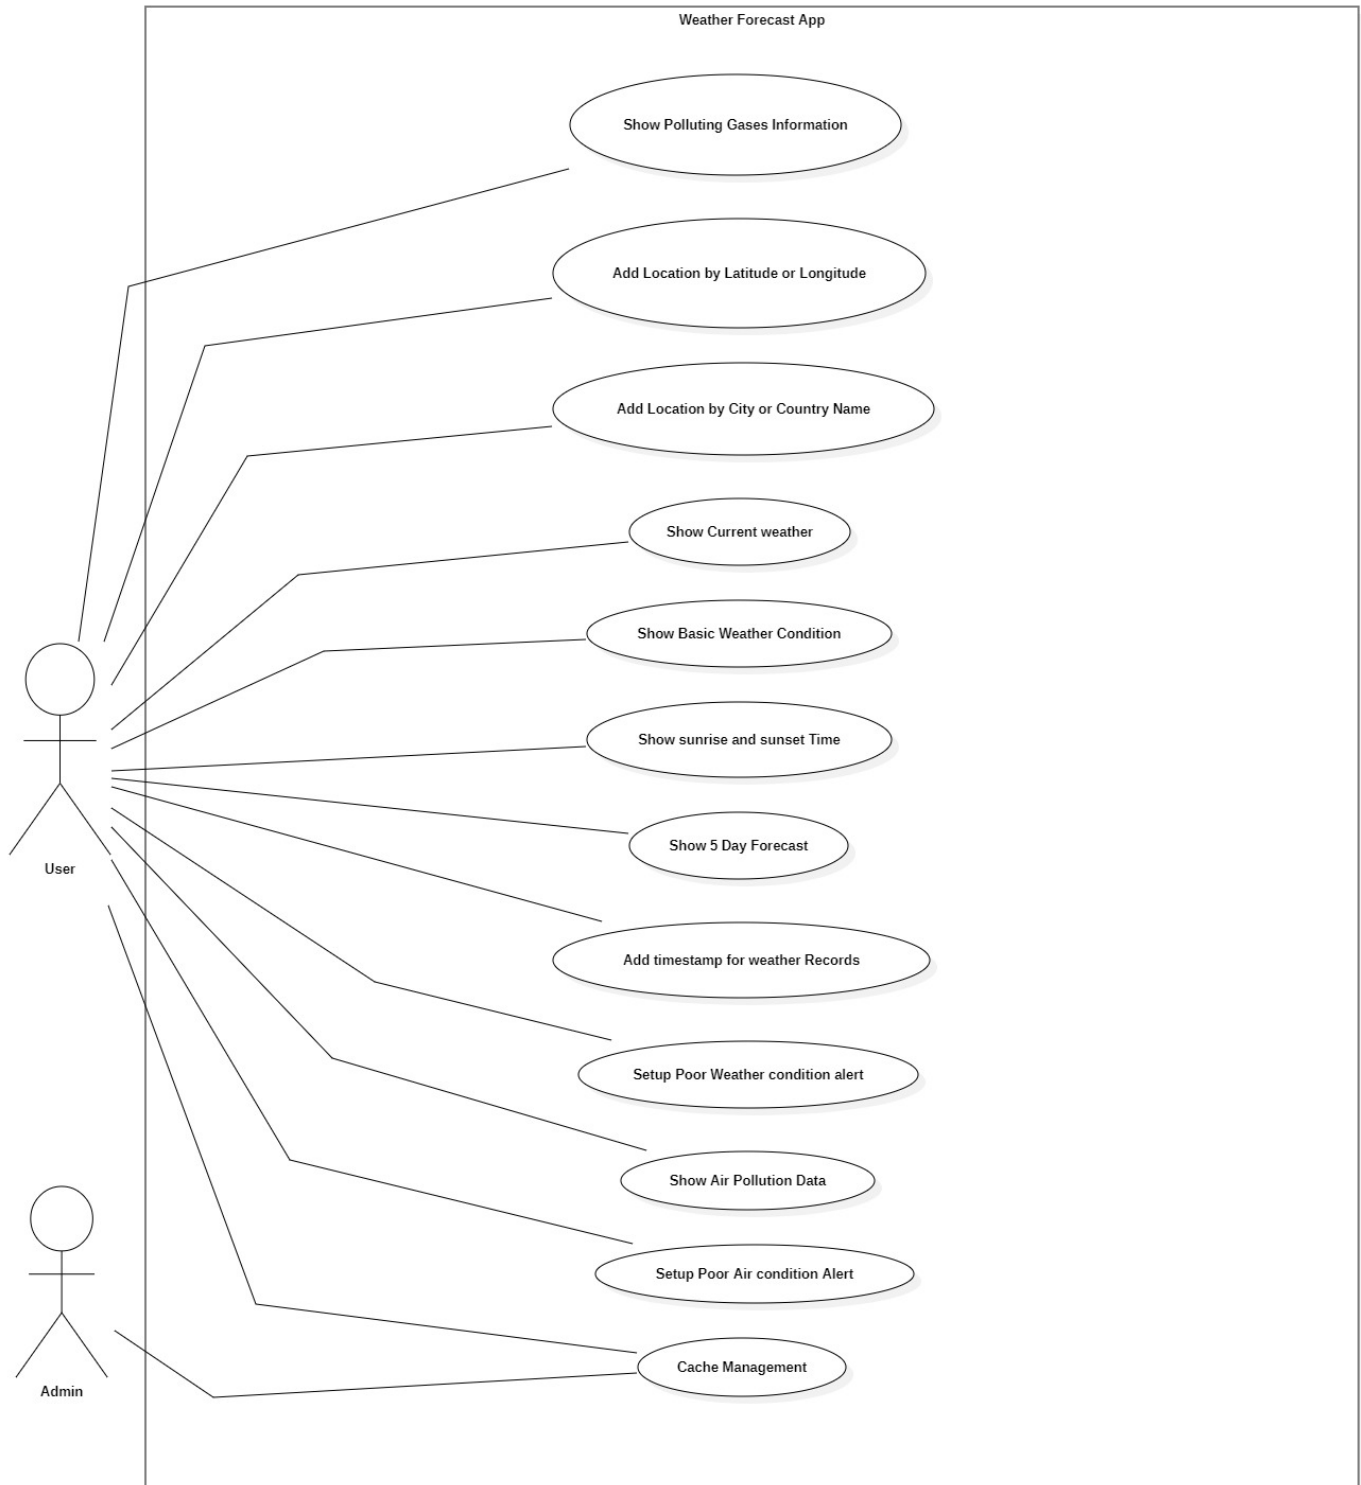 Weather Forecast App
Show Polluting Gases Information
Add Location by Latitude or Longitude
Add Location by City or Country Name
Show Current weather
Show Basic Weather Condition
Show sunrise and sunset Time
Show 5 Day Forecast
User
Add timestamp for weather Records
Setup Poor Weather condition alert
Show Air Pollution Data
Setup Poor Air condition Alert
Cache Management
Admin